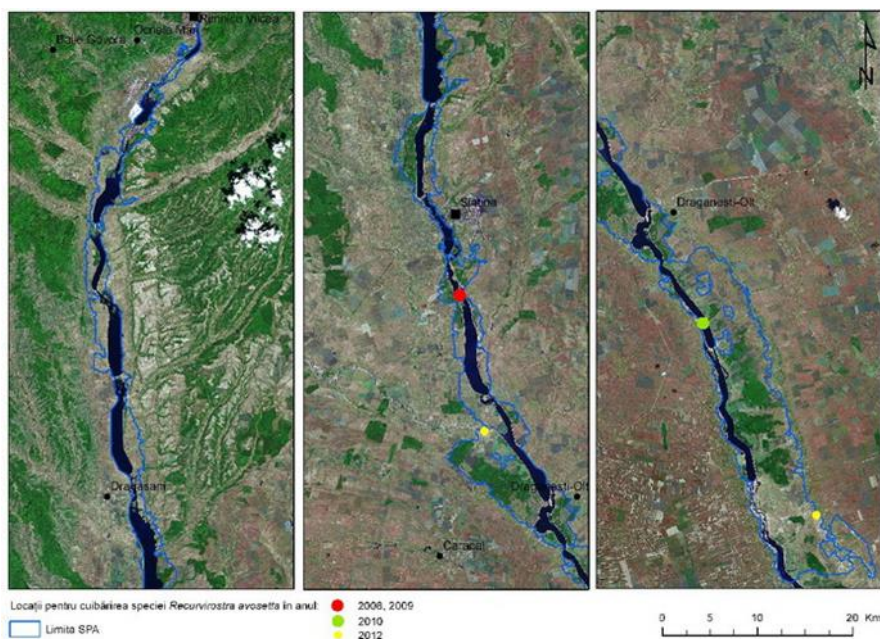 Rimnicu Vilcea
Ocnele Mari
Baile Govora
Dragasani
Slatina
Draganesti-Olt
Caracal
Draganesti-Olt
N
Locații pentru cuibărirea speciei Recurvirostra avosetta în anul:
2008, 2009
2010
2012
Limita SPA
0 5 10 20 Km